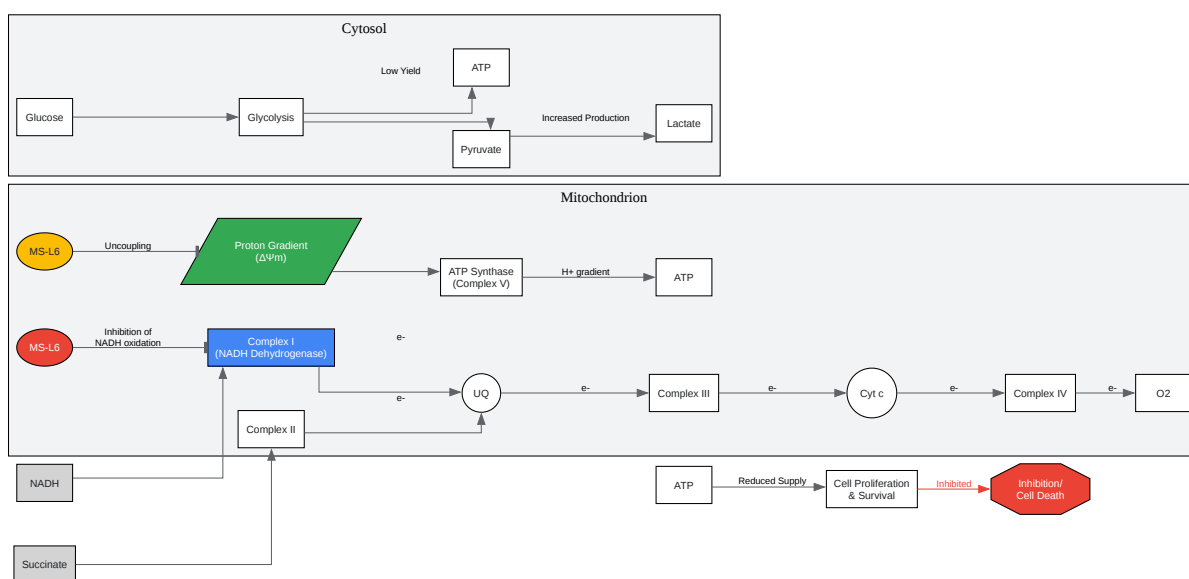 Cytosol
Low Yield
ATP
Glucose
Glycolysis
Increased Production
Lactate
Pyruvate
Mitochondrion
MS-L6
Uncoupling
Proton Gradient
(ΔΨm)
ATP Synthase
(Complex V)
H+ gradient
ATP
MS-L6
Inhibition of
NADH oxidation
Complex I
(NADH Dehydrogenase)
e-
e-
UQ
e-
Complex III
e-
Cyt c
e-
Complex IV
e-
O2
Complex II
NADH
ATP
Reduced Supply
Cell Proliferation
& Survival
Inhibited
Inhibition/
Cell Death
Succinate